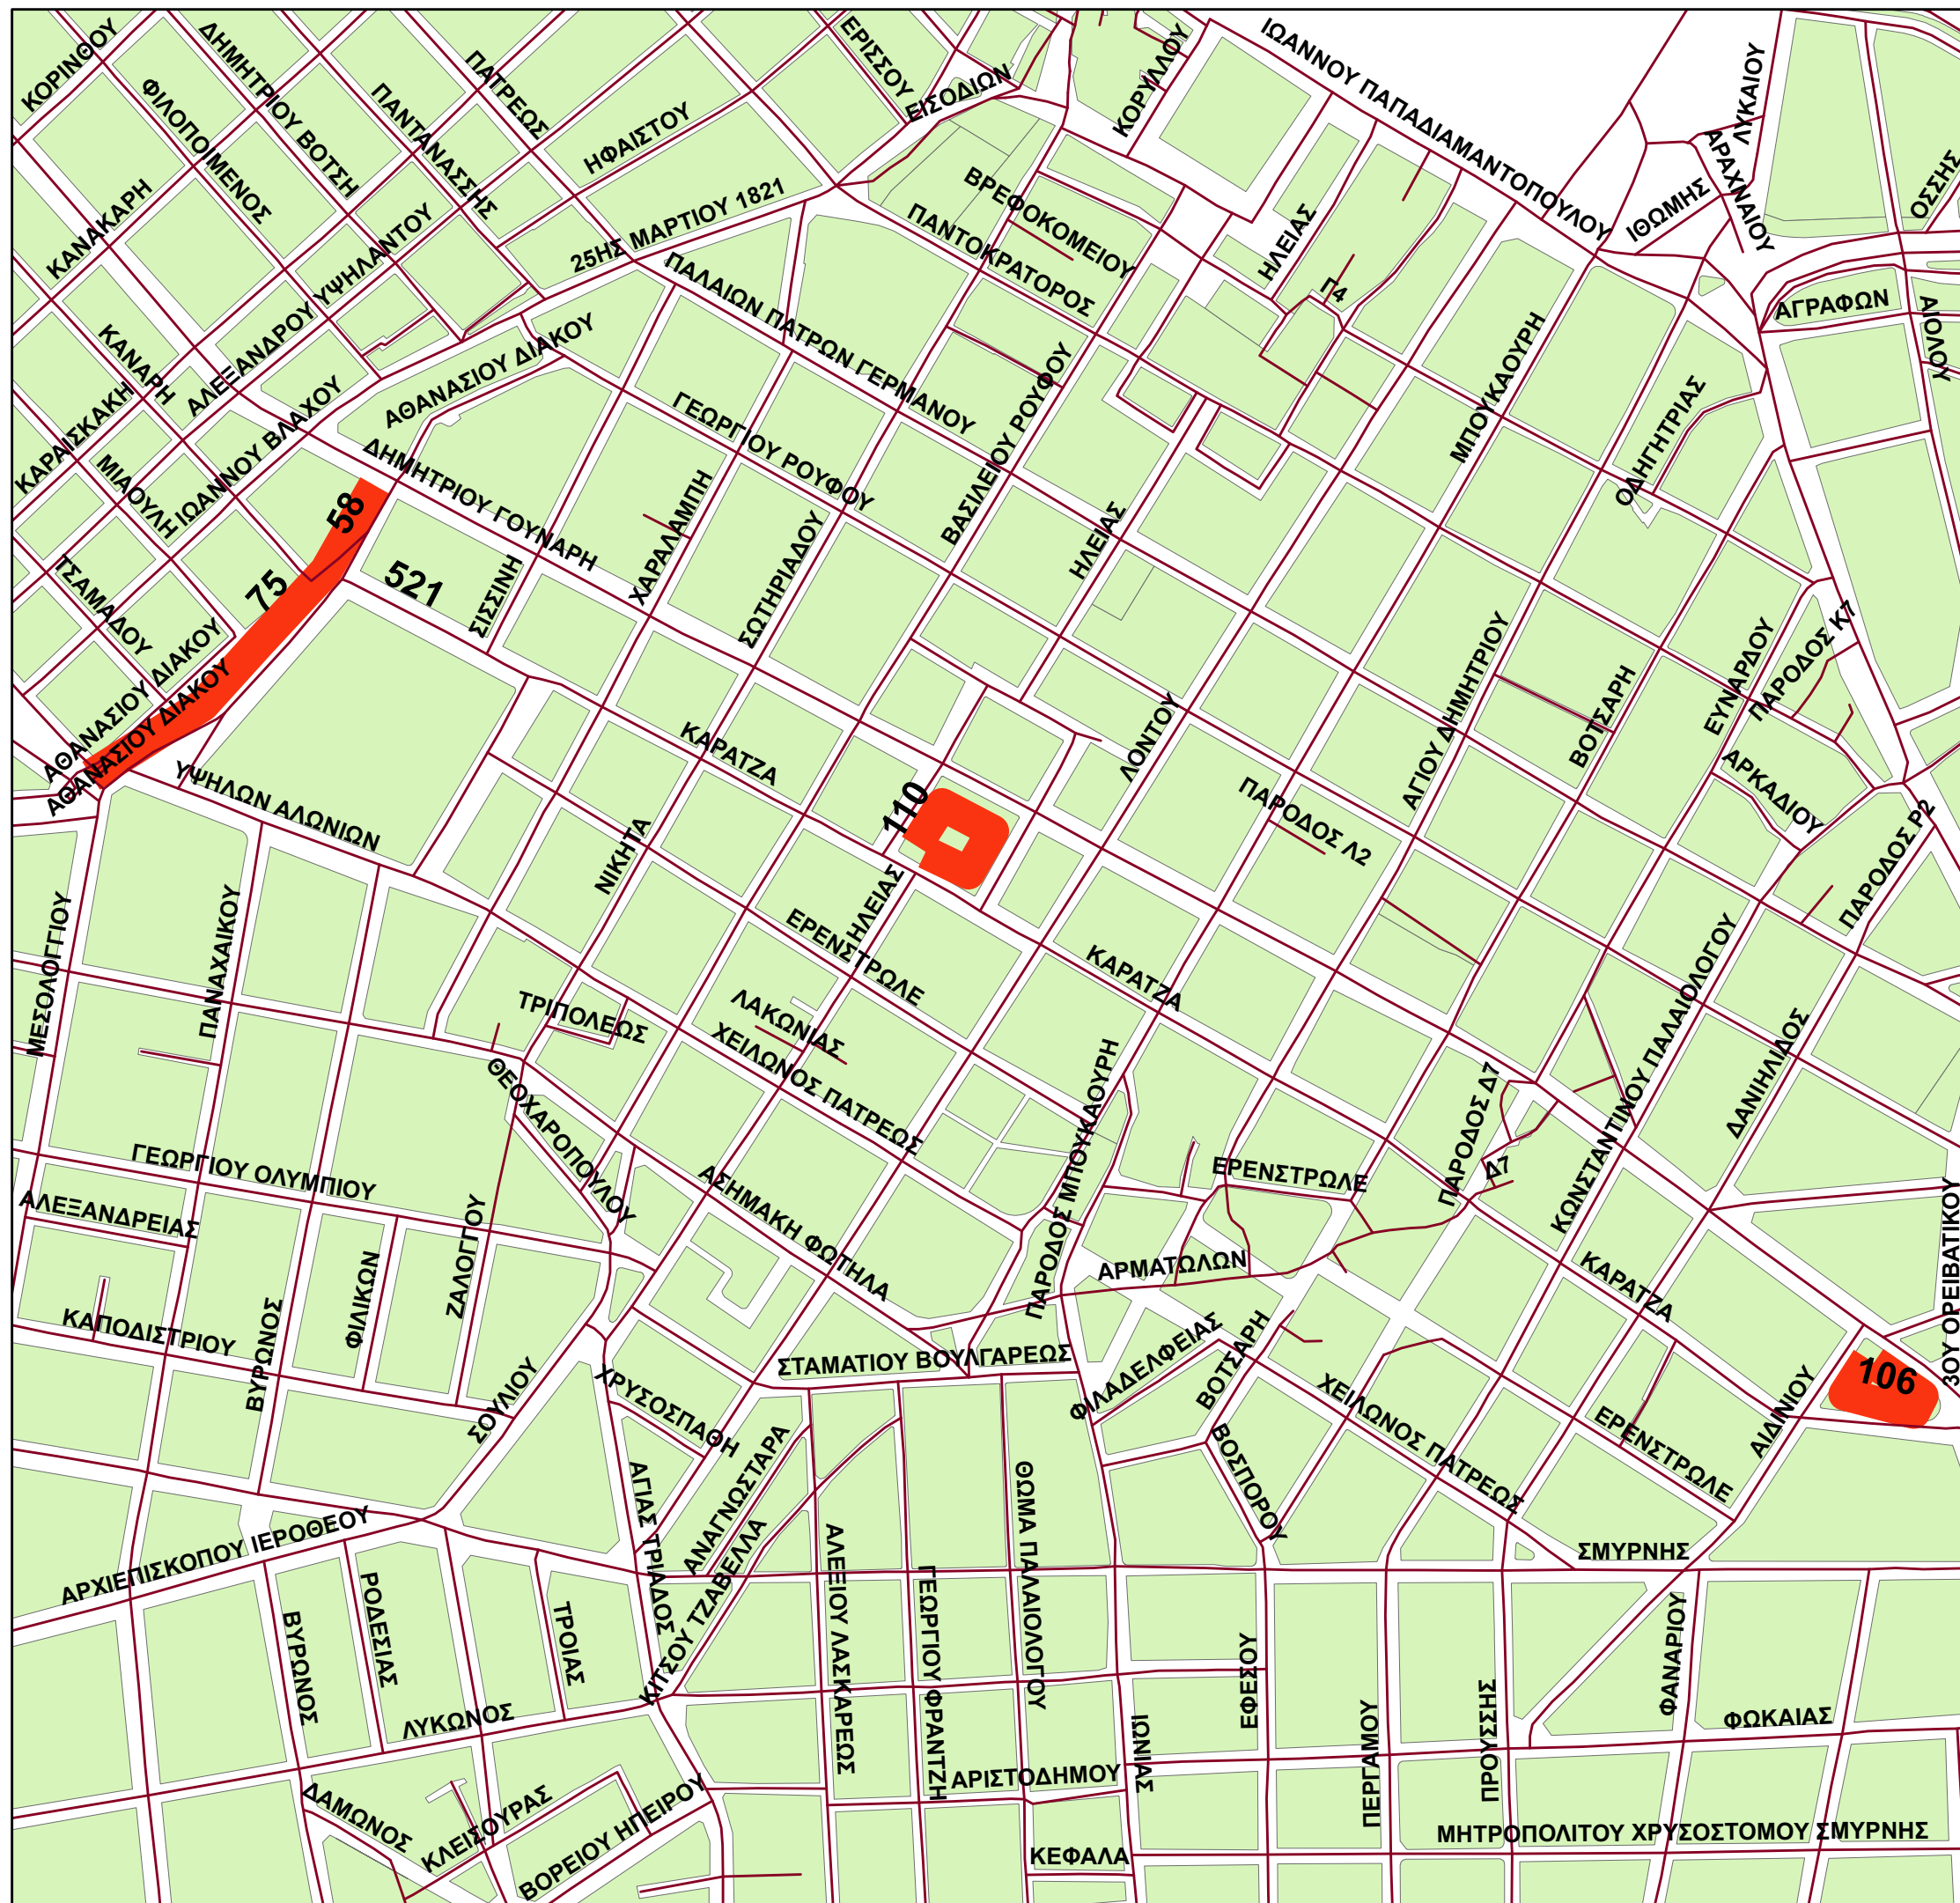 ΚΟΡΙΝΘΟΥ
ΔΗΜΗΤΡΙΟΥ ΒΟΤΣΗ
ΠΑΤΡΕΩΣ
ΕΡΙΣΣΟΥ
ΕΙΣΟΔΙΩΝ
ΚΟΡΥΛΛΟΥ
ΙΩΑΝΝΟΥ ΠΑΠΑΔΙΑΜΑΝΤΟΠΟΥΛΟΥ
ΛΥΚΑΙΟΥ
ΑΡΑΧΝΑΙΟΥ
ΙΘΩΜΗΣ
ΟΣΣΗΣ
ΦΙΛΟΠΟΙΜΕΝΟΣ
ΠΑΝΤΑΝΑΣΣΗΣ
ΗΦΑΙΣΤΟΥ
ΚΑΝΑΚΑΡΗ
25ΗΣ ΜΑΡΤΙΟΥ 1821
ΒΡΕΦΟΚΟΜΕΙΟΥ
ΠΑΝΤΟΚΡΑΤΟΡΟΣ
ΗΛΕΙΑΣ
Π4
ΑΓΡΑΦΩΝ
ΑΙΟΛΟΥ
ΑΛΕΞΑΝΔΡΟΥ ΥΨΗΛΑΝΤΟΥ
ΠΑΛΑΙΩΝ ΠΑΤΡΩΝ ΓΕΡΜΑΝΟΥ
ΚΑΝΑΡΗ
ΑΘΑΝΑΣΙΟΥ ΔΙΑΚΟΥ
ΜΠΟΥΚΑΟΥΡΗ
ΟΔΗΓΗΤΡΙΑΣ
ΚΑΡΑΙΣΚΑΚΗ
ΙΩΑΝΝΟΥ ΒΛΑΧΟΥ
ΓΕΩΡΓΙΟΥ ΡΟΥΦΟΥ
ΒΑΣΙΛΕΙΟΥ ΡΟΥΦΟΥ
ΜΙΑΟΥΛΗ
ΔΗΜΗΤΡΙΟΥ ΓΟΥΝΑΡΗ
58
ΧΑΡΑΛΑΜΠΗ
ΣΩΤΗΡΙΑΔΟΥ
ΗΛΕΙΑΣ
75
521
ΣΙΣΣΙΝΗ
ΤΣΑΜΑΔΟΥ
ΑΘΑΝΑΣΙΟΥ ΔΙΑΚΟΥ
ΑΘΑΝΑΣΙΟΥ ΔΙΑΚΟΥ
ΑΓΙΟΥ ΔΗΜΗΤΡΙΟΥ
ΒΟΤΣΑΡΗ
ΕΥΝΑΡΔΟΥ
ΠΑΡΟΔΟΣ Κ7
ΥΨΗΛΩΝ ΑΛΩΝΙΩΝ
ΚΑΡΑΤΖΑ
ΛΟΝΤΟΥ
ΠΑΡΟΔΟΣ Λ2
ΑΡΚΑΔΙΟΥ
ΠΑΡΟΔΟΣ Ρ2
110
ΝΙΚΗΤΑ
ΗΛΕΙΑΣ
ΕΡΕΝΣΤΡΩΛΕ
ΚΑΡΑΤΖΑ
ΜΕΣΟΛΟΓΓΙΟΥ
ΠΑΝΑΧΑΙΚΟΥ
ΤΡΙΠΟΛΕΩΣ
ΛΑΚΩΝΙΑΣ
ΧΕΙΛΩΝΟΣ ΠΑΤΡΕΩΣ
ΚΩΝΣΤΑΝΤΙΝΟΥ ΠΑΛΑΙΟΛΟΓΟΥ
ΔΑΝΙΗΛΙΔΟΣ
ΘΕΟΧΑΡΟΠΟΥΛΟΥ
ΠΑΡΟΔΟΣ ΜΠΟΥΚΑΟΥΡΗ
ΠΑΡΟΔΟΣ Δ7
Δ7
ΕΡΕΝΣΤΡΩΛΕ
ΓΕΩΡΓΙΟΥ ΟΛΥΜΠΙΟΥ
ΑΛΕΞΑΝΔΡΕΙΑΣ
ΑΣΗΜΑΚΗ ΦΩΤΗΛΑ
ΑΡΜΑΤΩΛΩΝ
ΚΑΡΑΤΖΑ
3ΟΥ ΟΡΕΙΒΑΤΙΚΟΥ
ΖΑΛΟΓΓΟΥ
ΦΙΛΙΚΩΝ
ΒΥΡΩΝΟΣ
ΚΑΠΟΔΙΣΤΡΙΟΥ
ΣΤΑΜΑΤΙΟΥ ΒΟΥΛΓΑΡΕΩΣ
ΦΙΛΑΔΕΛΦΕΙΑΣ
ΒΟΤΣΑΡΗ
106
ΣΟΥΛΙΟΥ
ΧΡΥΣΟΣΠΑΘΗ
ΧΕΙΛΩΝΟΣ ΠΑΤΡΕΩΣ
ΕΡΕΝΣΤΡΩΛΕ
ΑΙΔΙΝΙΟΥ
ΑΝΑΓΝΩΣΤΑΡΑ
ΒΟΣΠΟΡΟΥ
ΑΓΙΑΣ ΤΡΙΑΔΟΣ
ΚΙΤΣΟΥ ΤΖΑΒΕΛΛΑ
ΘΩΜΑ ΠΑΛΑΙΟΛΟΓΟΥ
ΣΜΥΡΝΗΣ
ΑΡΧΙΕΠΙΣΚΟΠΟΥ ΙΕΡΟΘΕΟΥ
ΑΛΕΙΟΥ ΛΑΣΚΑΡΕΩΣ
ΓΕΩΡΓΙΟΥ ΦΡΑΝΤΖΗ
ΡΟΔΕΣΙΑΣ
ΒΥΡΩΝΟΣ
ΤΡΟΙΑΣ
ΕΦΕΣΟΥ
ΦΑΝΑΡΙΟΥ
ΠΕΡΓΑΜΟΥ
ΠΡΟΥΣΣΗΣ
ΦΩΚΑΙΑΣ
ΛΥΚΩΝΟΣ
ΙΩΝΙΑΣ
ΑΡΙΣΤΟΔΗΜΟΥ
ΔΑΜΩΝΟΣ
ΚΛΕΙΣΟΥΡΑΣ
ΒΟΡΕΙΟΥ ΗΠΕΙΡΟΥ
ΚΕΦΑΛΑ
ΜΗΤΡΟΠΟΛΙΤΟΥ ΧΡΥΣΟΣΤΟΜΟΥ ΣΜΥΡΝΗΣ